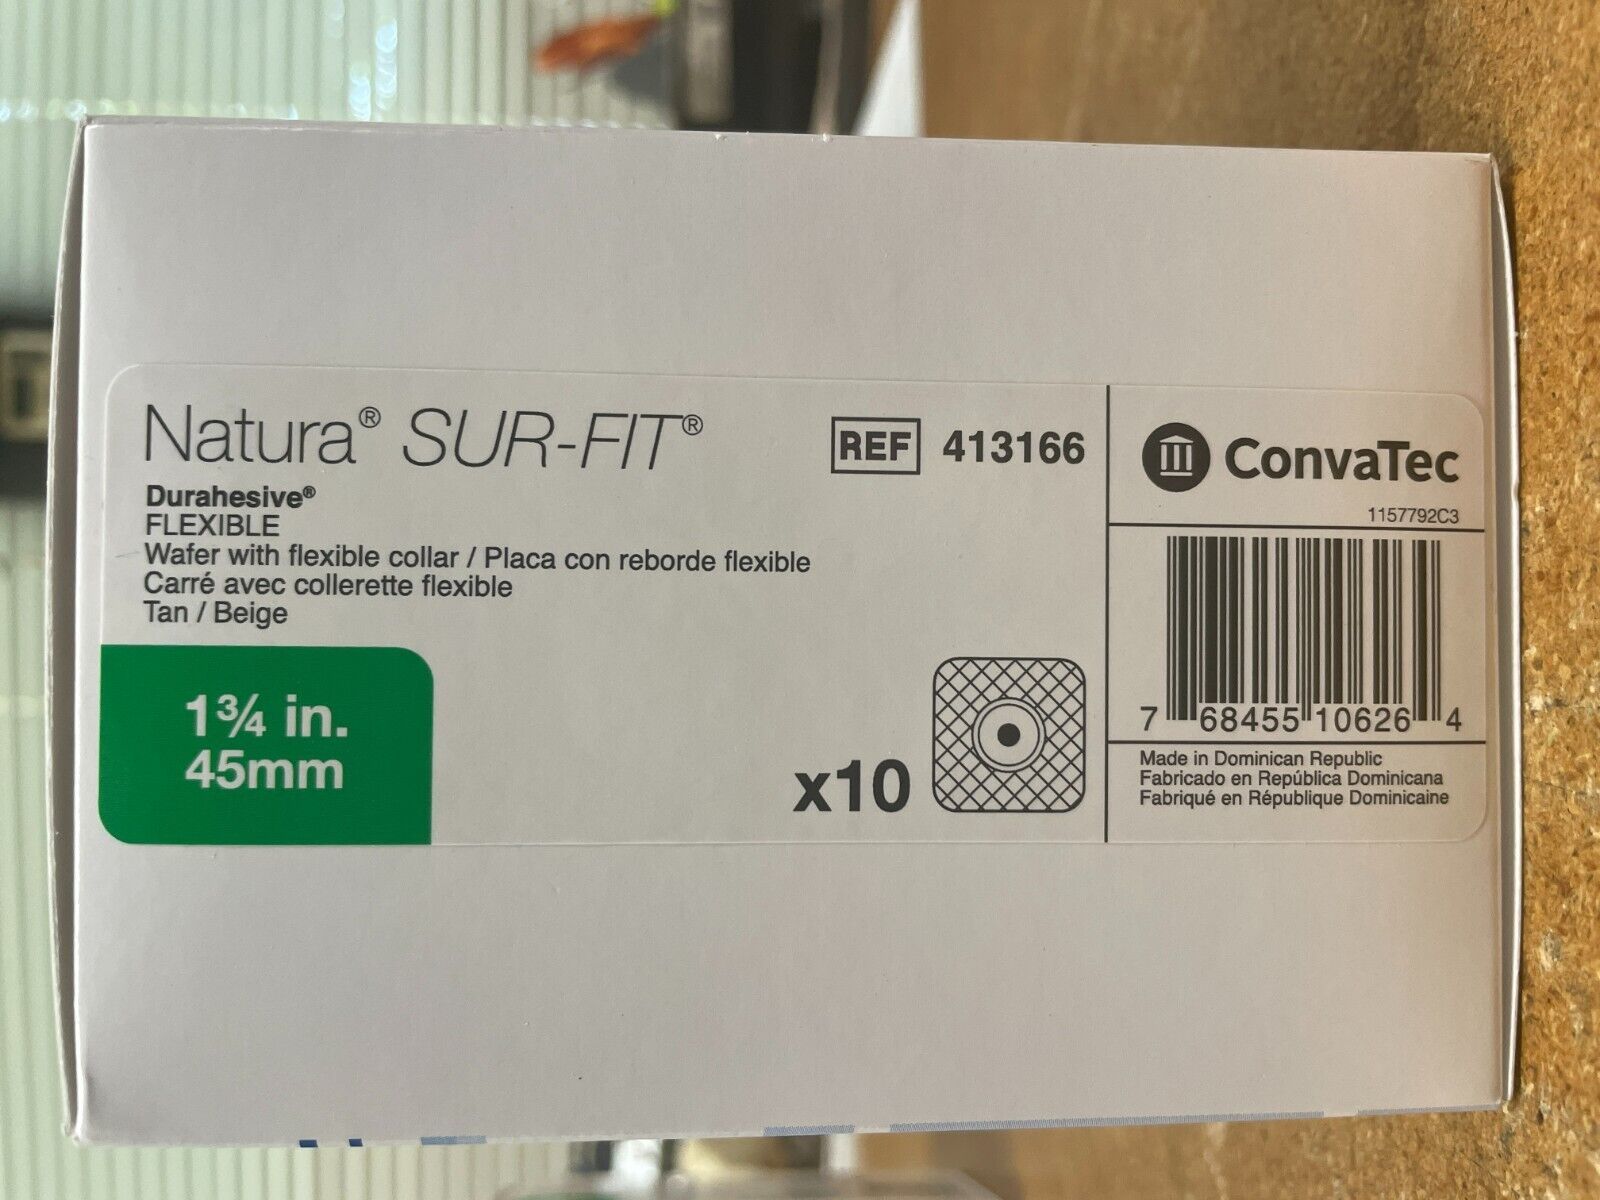 Natura® SUR-FIT®
REF 413166
Durahesive®
FLEXIBLE
Wafer with flexible collar / Placa con reborde flexible
Carré avec collerette flexible
Tan / Beige
1¾ in.
45mm
x10
ConvaTec
1157792C3
7 68455 10626 4
Made in Dominican Republic
Fabricado en República Dominicana
Fabriqué en République Dominicaine